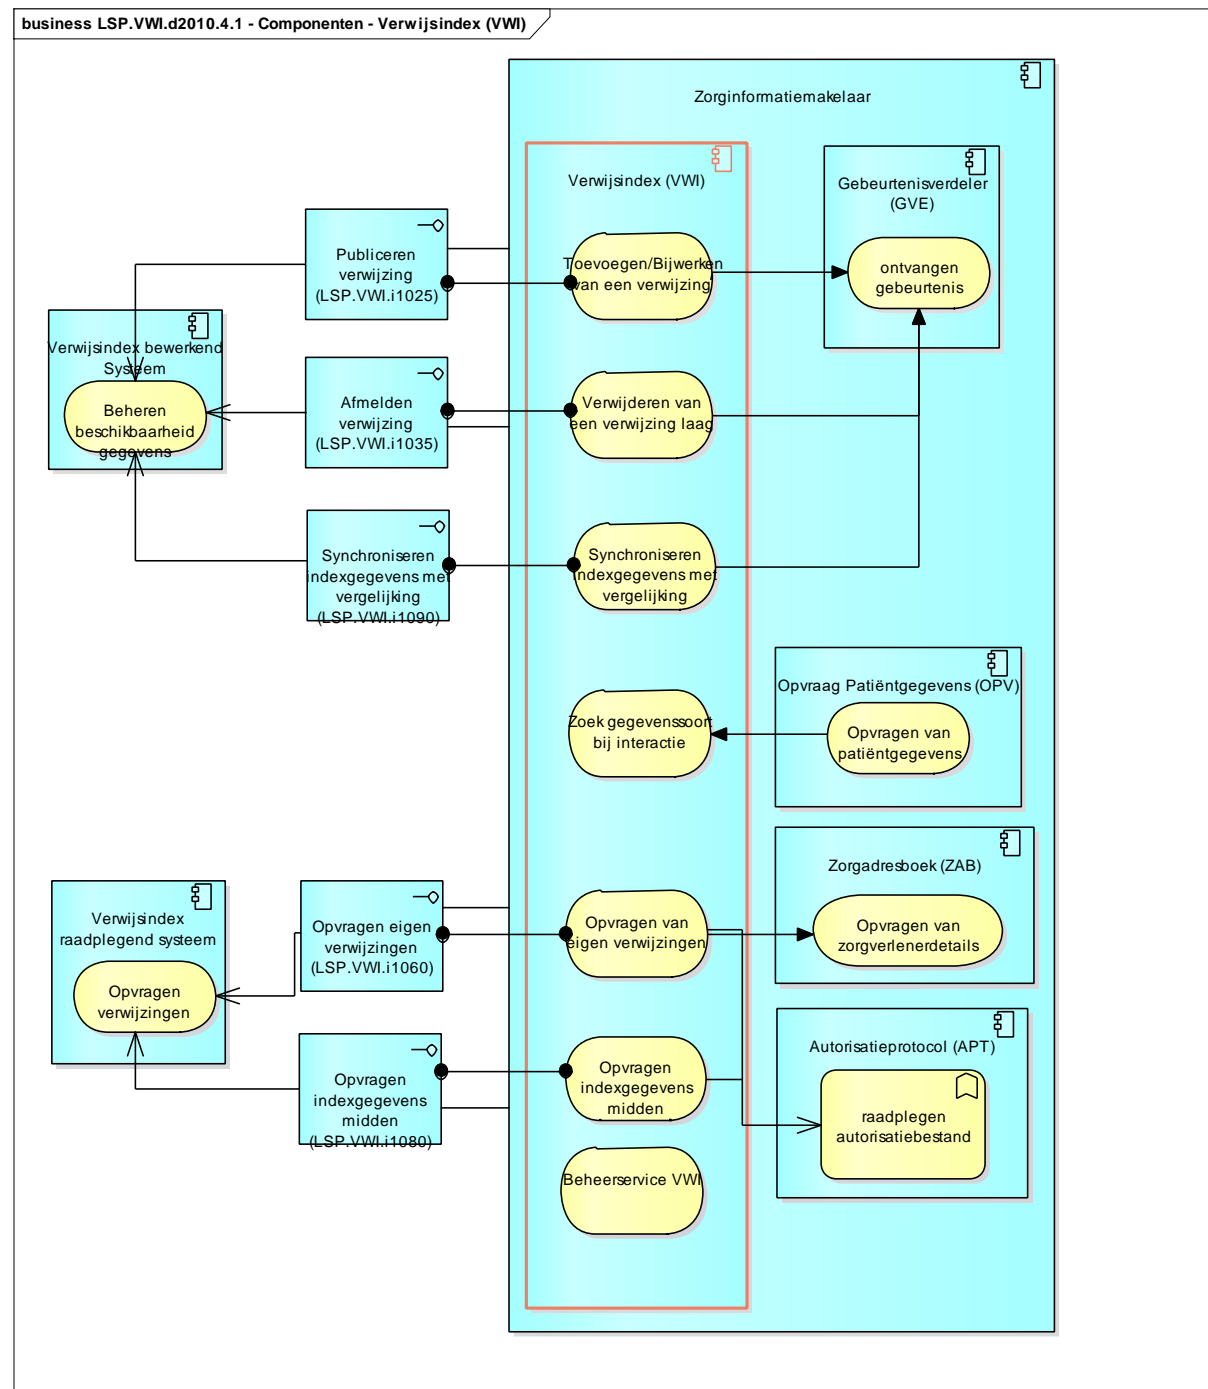 business LSP.VWI.d2010.4.1 - Componenten - Verwijsindex (VWI)
Zorginformatiemakelaar
Verwijsindex (VWI)
Gebeurtenisverdeler
(GVE)
Publiceren
verwijzing
(LSP.VWI.i1025)
Toevoegen/Bijwerken
van een verwijzing
ontvangen
gebeurtenis
Verwijsindex bewerkend
Systeem
Beheren
beschikbaarheid
gegevens
Afmelden
verwijzing
(LSP.VWI.i1035)
Verwijderen van
een verwijzing laag
Synchroniseren
indexgegevens met
vergelijking
(LSP.VWI.i1090)
Synchroniseren
indexgegevens met
vergelijking
Opvraag Patiëntgegevens (OPV)
Zoek gegevenssoort
bij interactie
Opvragen van
patiëntgegevens
Zorgadresboek (ZAB)
Verwijsindex
raadplegend systeem
Opvragen
verwijzingen
Opvragen eigen
verwijzingen
(LSP.VWI.i1060)
Opvragen van
eigen verwijzingen
Opvragen van
zorgverlenerdetails
Autorisatieprotocol (APT)
Opvragen
indexgegevens
midden
(LSP.VWI.i1080)
Opvragen
indexgegevens
midden
raadplegen
autorisatiebestand
Beheerservice VWI